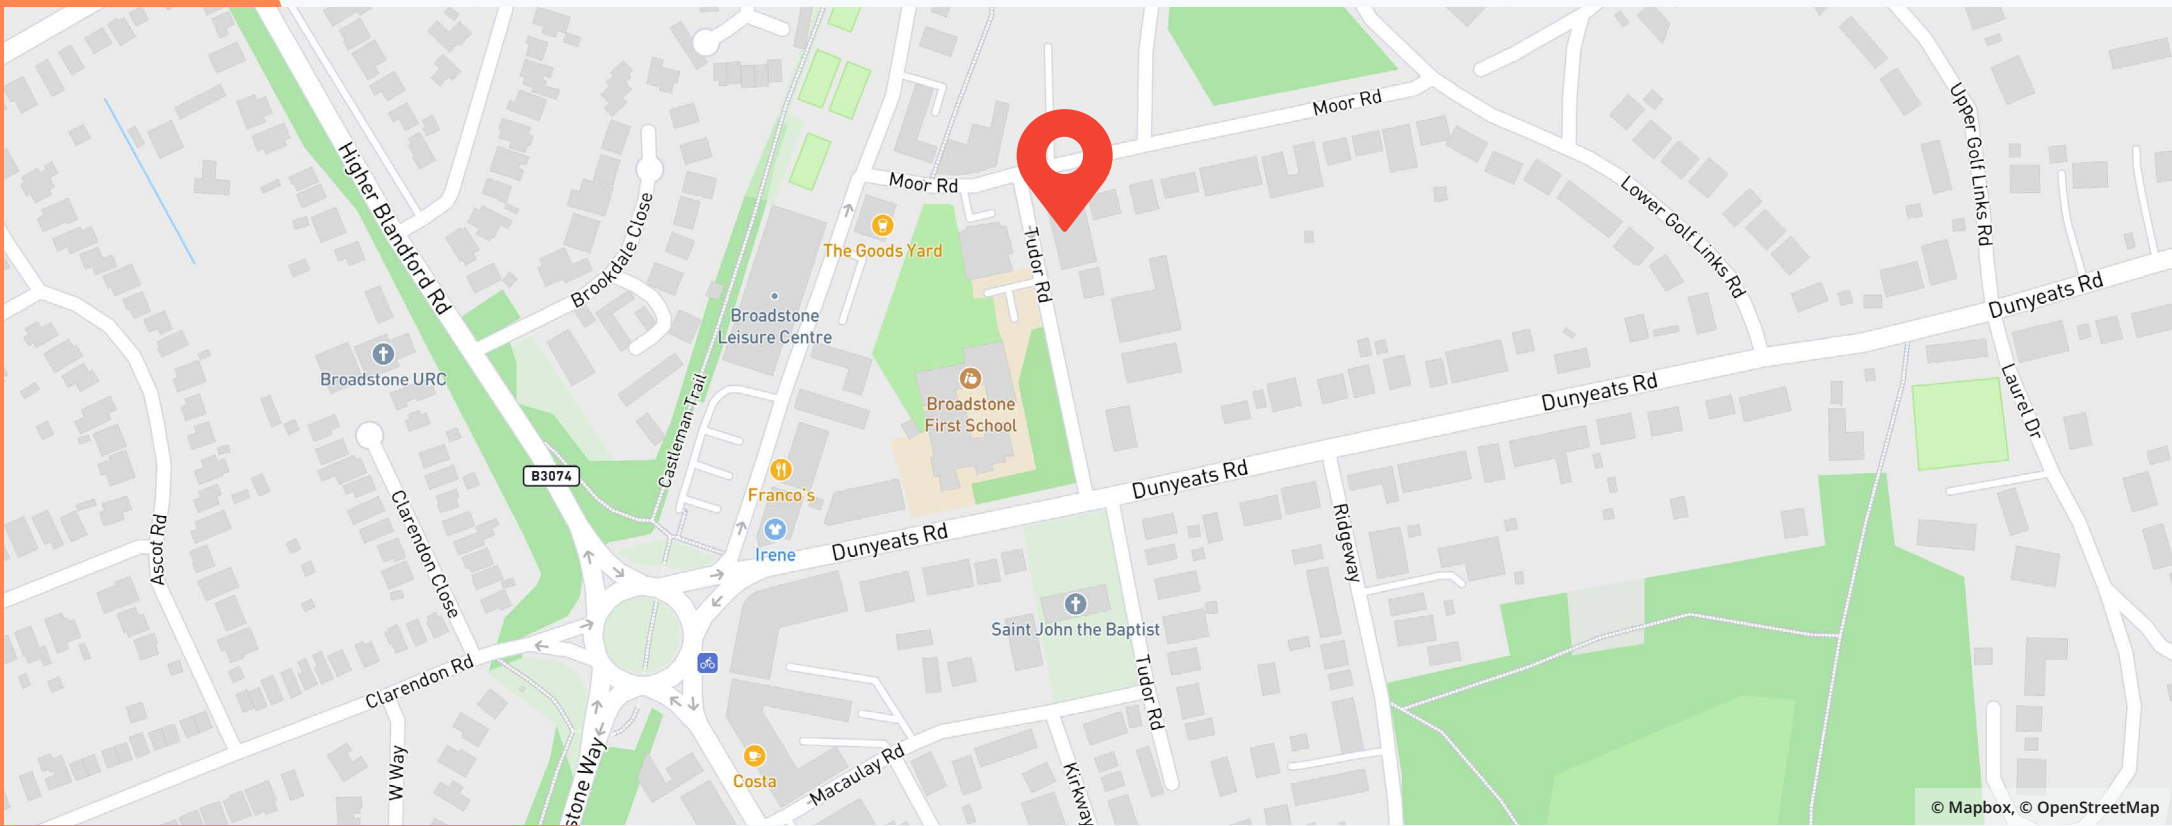 Moor Rd
Upper Golf Links Rd
Higher Blandford Rd
Moor Rd
Lower Golf Links Rd
Brookdale Close
The Goods Yard
Tudor Rd
Dunyeats Rd
Broadstone
Leisure Centre
Broadstone URC
Castleman Trail
Broadstone
First School
Dunyeats Rd
Laurel Dr
B3074
Franco's
Dunyeats Rd
Ascot Rd
Clarendon Close
Irene
Dunyeats Rd
Ridgeway
Saint John the Baptist
Clarendon Rd
Tudor Rd
W Way
stone Way
Costa
Macaulay Rd
Kirkway
© Mapbox, © OpenStreetMap